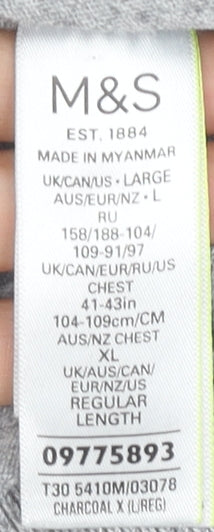 M&S
EST. 1884
MADE IN MYANMAR
UK/CAN/US · LARGE
AUS/EUR/NZ · L
RU
158/188-104/
109-91/97
UK/CAN/EUR/RU/US
CHEST
41-43in
104-109cm/CM
AUS/NZ CHEST
XL
UK/AUS/CAN/
EUR/NZ/US
REGULAR
LENGTH
09775893
T30 5410M/03078
CHARCOAL X (L/REG)